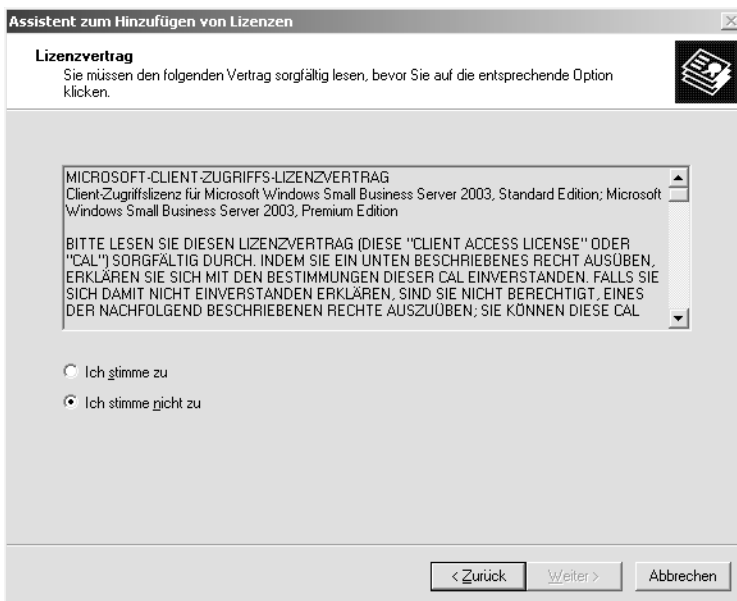 Assistent zum Hinzufügen von Lizenzen
Lizenzvertrag
Sie müssen den folgenden Vertrag sorgfältig lesen, bevor Sie auf die entsprechende Option
klicken.
MICROSOFT-CLIENT-ZUGRIFFS-LIZENZVERTRAG
Client-Zugriffslizenz für Microsoft Windows Small Business Server 2003, Standard Edition; Microsoft
Windows Small Business Server 2003, Premium Edition
BITTE LESEN SIE DIESEN LIZENZVERTRAG (DIESE "CLIENT ACCESS LICENSE" ODER
"CAL") SORGFÄLTIG DURCH. INDEM SIE EIN UNTEN BESCHRIEBENES RECHT AUSÜBEN,
ERKLÄREN SIE SICH MIT DEN BESTIMMUNGEN DIESER CAL EINVERSTANDEN. FALLS SIE
SICH DAMIT NICHT EINVERSTANDEN ERKLÄREN, SIND SIE NICHT BERECHTIGT, EINES
DER NACHFOLGEND BESCHRIEBENEN RECHTE AUSZUÜBEN; SIE KÖNNEN DIESE CAL
Ich stimme zu
Ich stimme nicht zu
< Zurück Weiter > Abbrechen